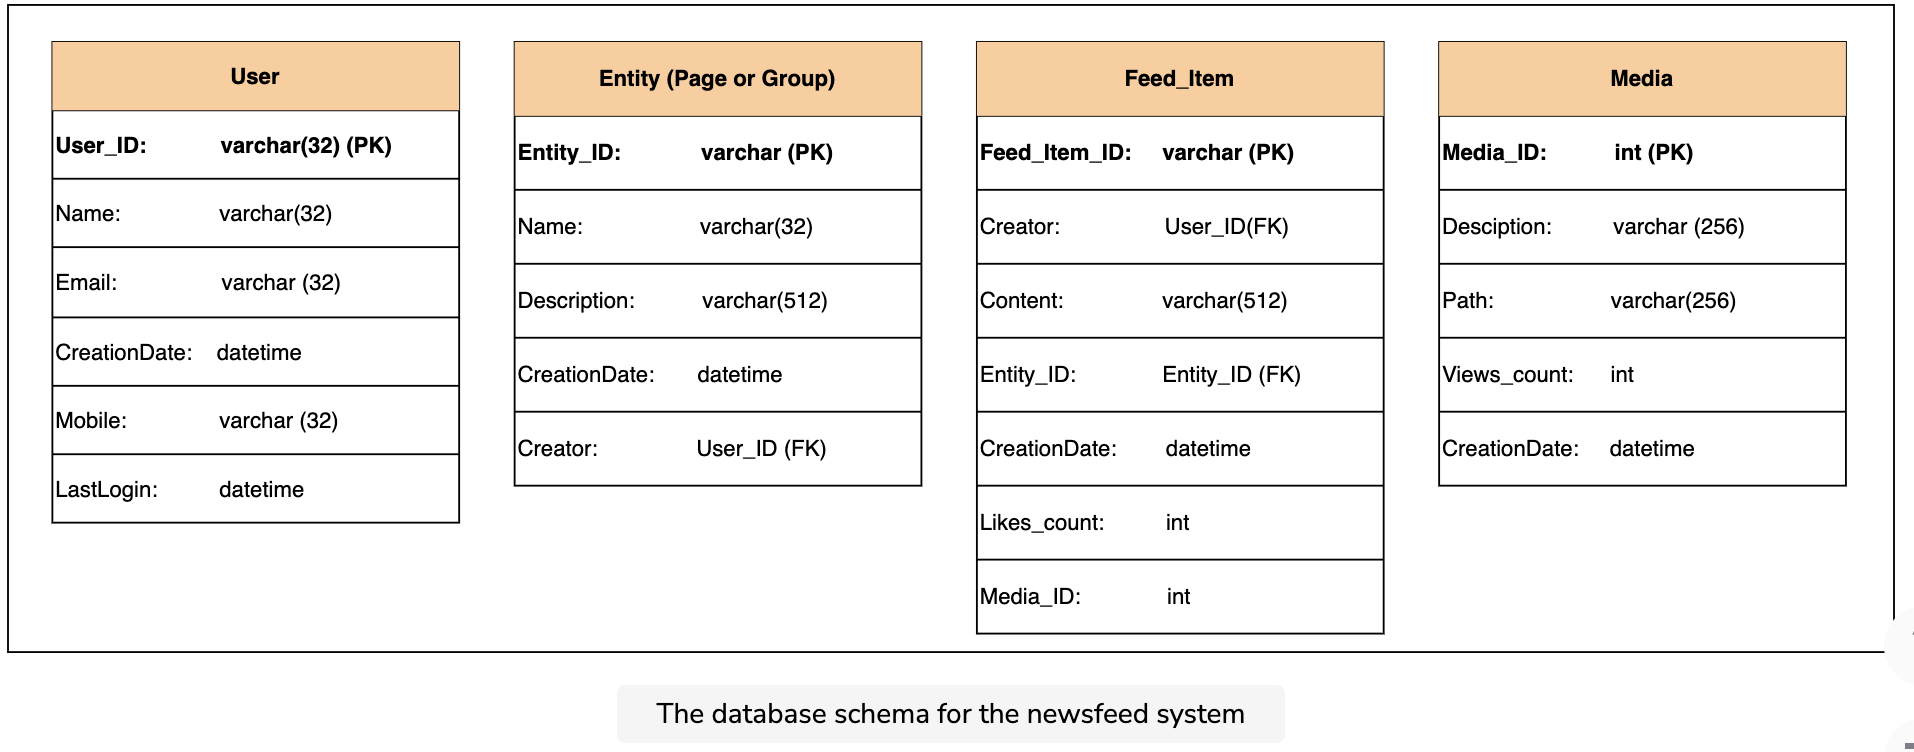 User
User_ID: varchar(32) (PK)
Name: varchar(32)
Email: varchar (32)
CreationDate: datetime
Mobile: varchar (32)
LastLogin: datetime
Entity (Page or Group)
Entity_ID: varchar (PK)
Name: varchar(32)
Description: varchar(512)
CreationDate: datetime
Creator: User_ID (FK)
Feed_Item
Feed_Item_ID: varchar (PK)
Creator: User_ID(FK)
Content: varchar(512)
Entity_ID: Entity_ID (FK)
CreationDate: datetime
Likes_count: int
Media_ID: int
Media
Media_ID: int (PK)
Desciption: varchar (256)
Path: varchar(256)
Views_count: int
CreationDate: datetime
The database schema for the newsfeed system